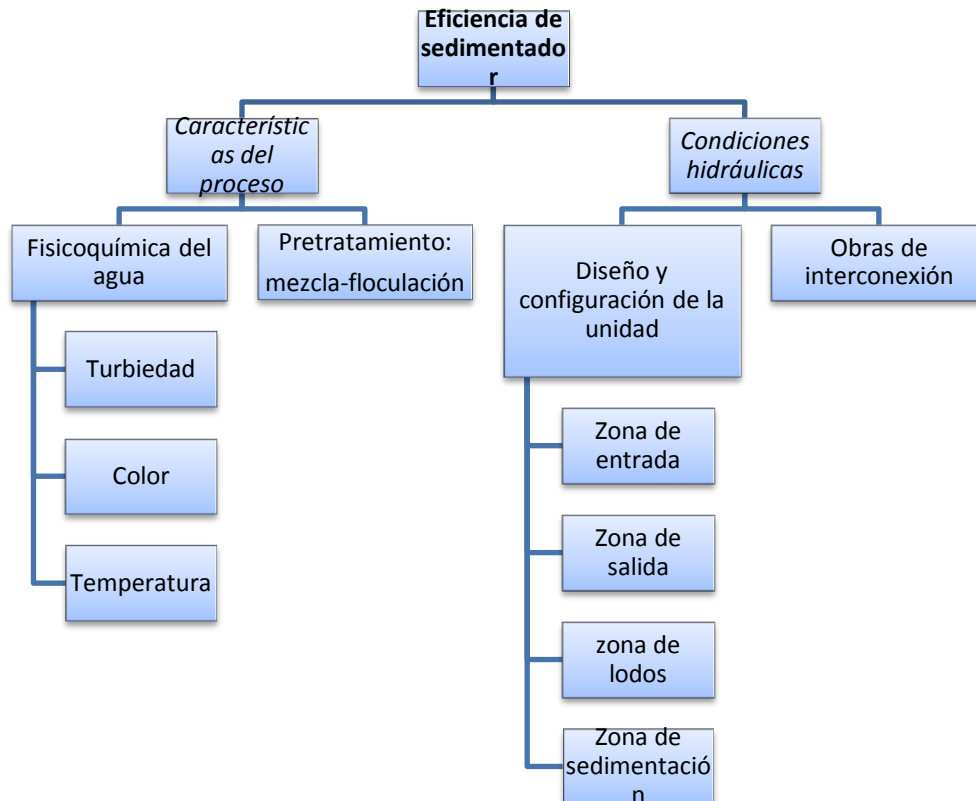 Eficiencia de
sedimentado
r
Característic
as del
proceso
Condiciones
hidráulicas
Fisicoquímica del
agua
Pretratamiento:
mezcla-floculación
Diseño y
configuración de la
unidad
Obras de
interconexión
Turbiedad
Color
Temperatura
Zona de
entrada
Zona de
salida
zona de
lodos
Zona de
sedimentació
n